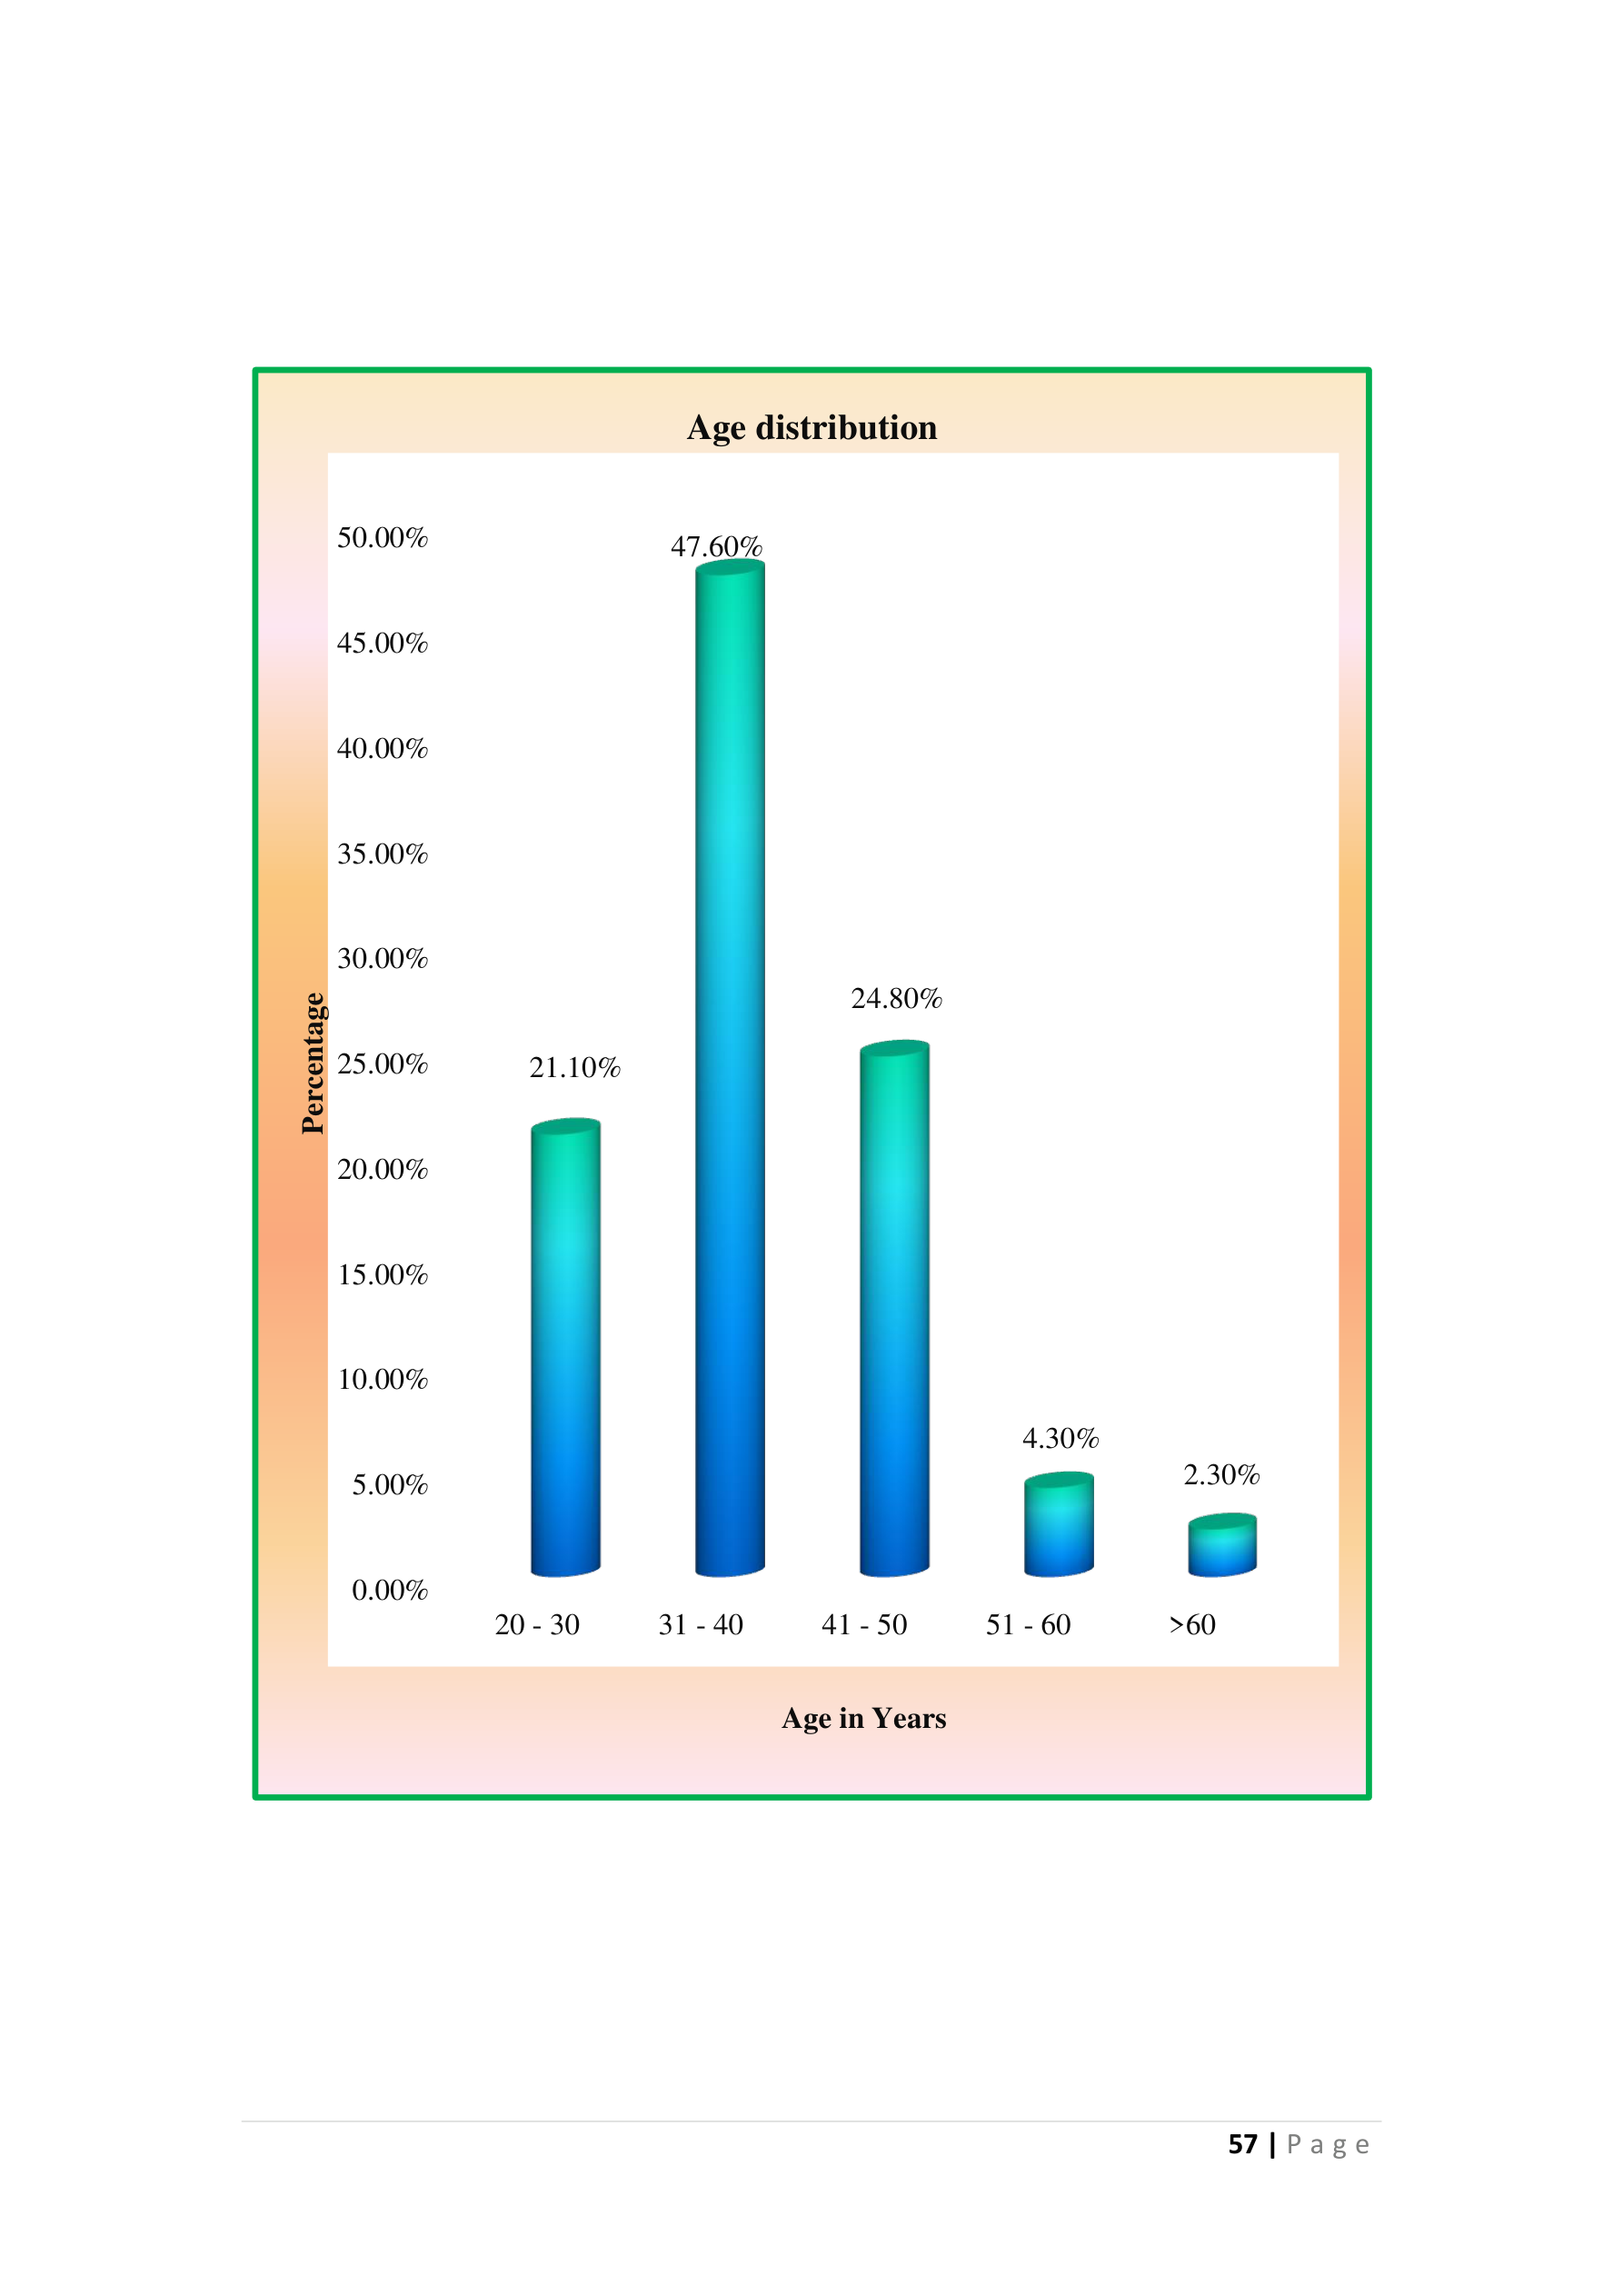 Age distribution
50.00%
45.00%
40.00%
35.00%
30.00%
25.00%
20.00%
15.00%
10.00%
5.00%
0.00%
Percentage
47.60%
24.80%
21.10%
4.30%
2.30%
20 - 30
31 - 40
41 - 50
51 - 60
>60
Age in Years
57 | Page